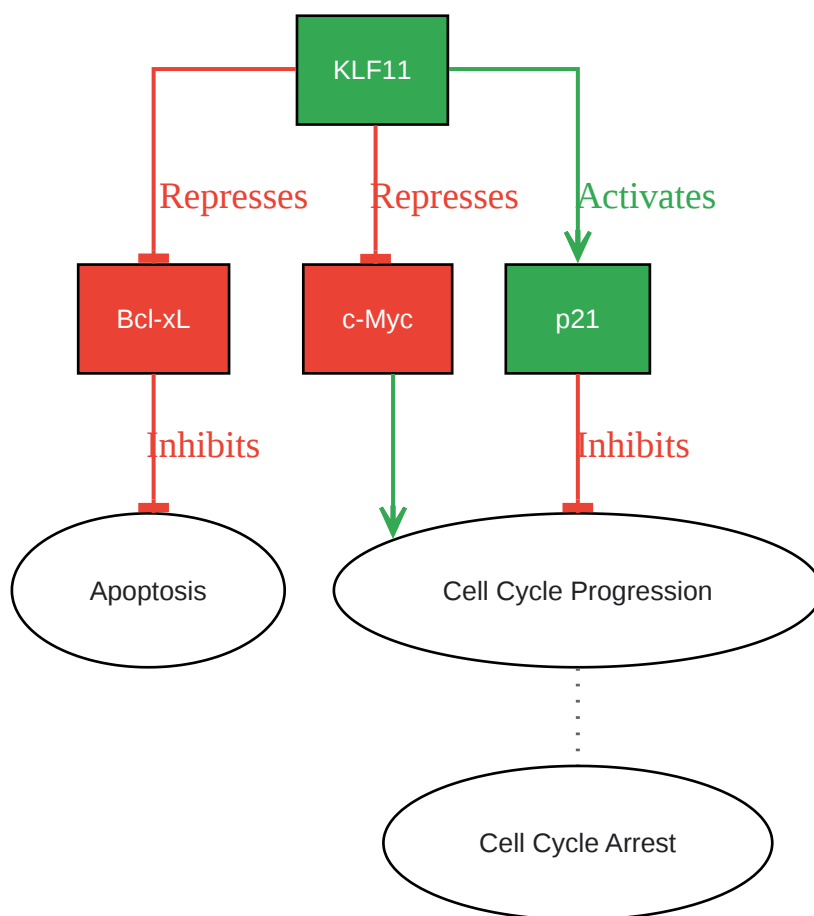 KLF11
Represses
Represses
Activates
Bcl-xL
c-Myc
p21
Inhibits
Inhibits
Apoptosis
Cell Cycle Progression
Cell Cycle Arrest